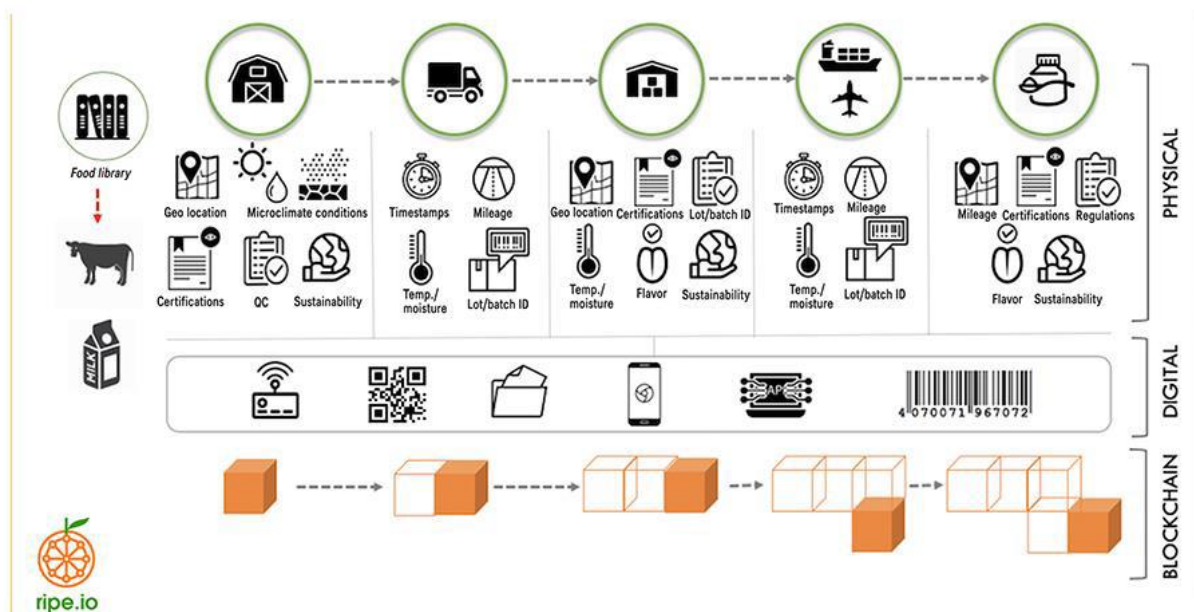 Food library
Geo location
Microclimate conditions
Certifications
QC
Sustainability
Timestamps
Mileage
Temp./
moisture
Lot/batch ID
Geo location
Certifications
Lot/batch ID
Temp./
moisture
Flavor
Sustainability
Timestamps
Mileage
Temp./
moisture
Lot/batch ID
Mileage
Certifications
Regulations
Flavor
Sustainability
PHYSICAL
MILK
API
4 070071 967072
DIGITAL
BLOCKCHAIN
ripe.io